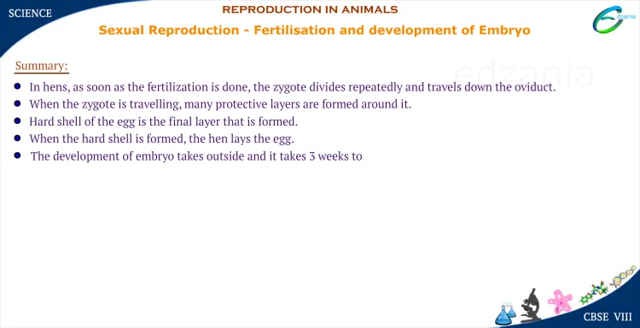 SCIENCE
REPRODUCTION IN ANIMALS
edzania
Sexual Reproduction - Fertilisation and development of Embryo
Summary:
edzania
In hens, as soon as the fertilization is done, the zygote divides repeatedly and travels down the oviduct.
When the zygote is travelling, many protective layers are formed around it.
Hard shell of the egg is the final layer that is formed.
When the hard shell is formed, the hen lays the egg.
The development of embryo takes outside and it takes 3 weeks to
CBSE VIII